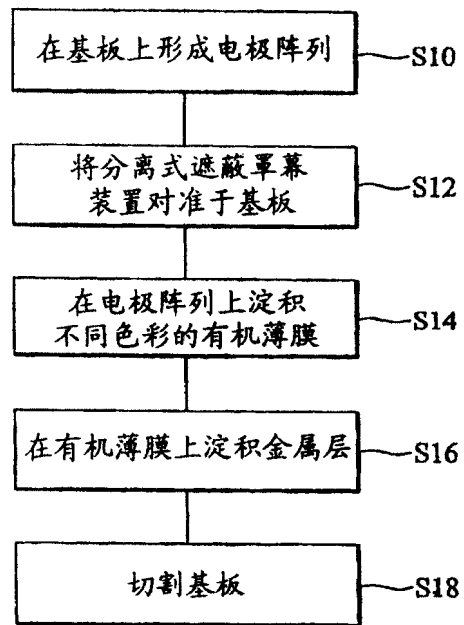 在基板上形成电极阵列
S10
将分离式遮蔽罩幕
装置对准于基板
S12
在电极阵列上淀积
不同色彩的有机薄膜
S14
在有机薄膜上淀积金属层
S16
切割基板
S18